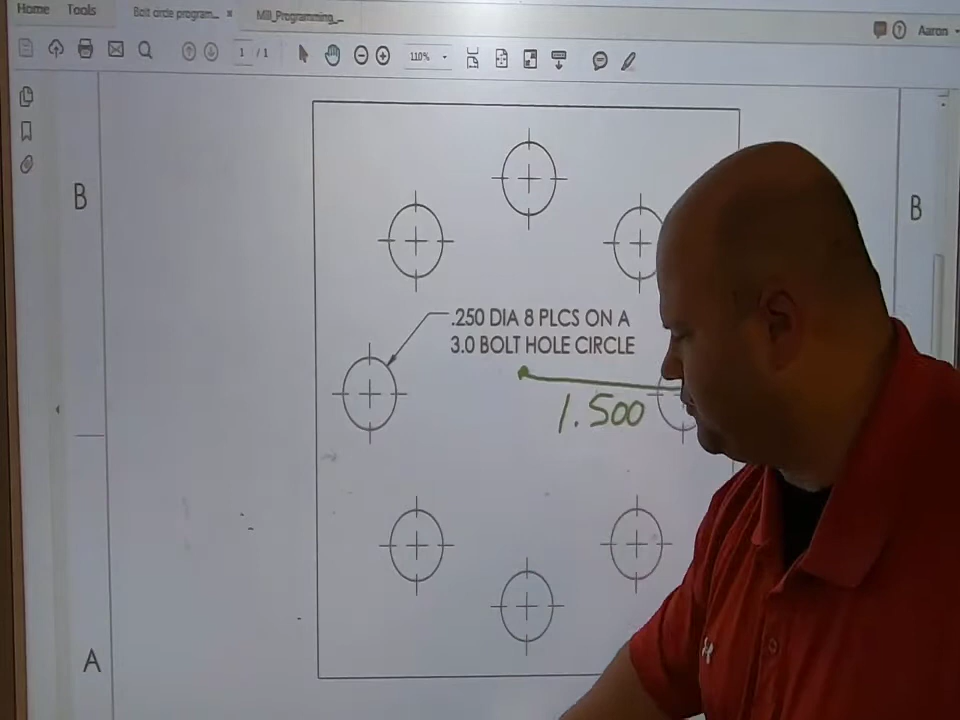 Home Tools Bolt circle program... × Mill_Programming_...
Aaron
1 / 1 110%
B B
.250 DIA 8 PLCS ON A
3.0 BOLT HOLE CIRCLE
1.500
A